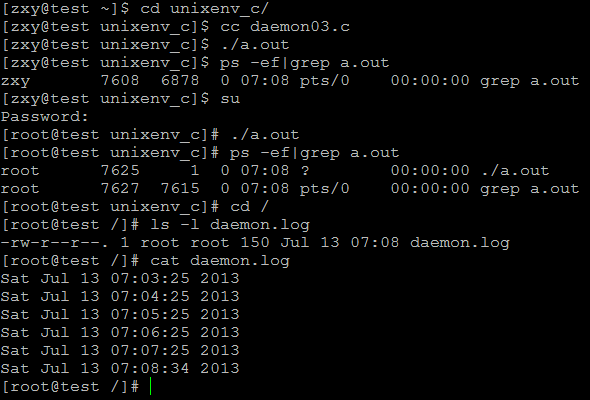 [zxy@test ~]$ cd unixenv_c/
[zxy@test unixenv_c]$ cc daemon03.c
[zxy@test unixenv_c]$ ./a.out
[zxy@test unixenv_c]$ ps -ef|grep a.out
zxy       7608  6878  0 07:08 pts/0    00:00:00 grep a.out
[zxy@test unixenv_c]$ su
Password:
[root@test unixenv_c]# ./a.out
[root@test unixenv_c]# ps -ef|grep a.out
root      7625     1  0 07:08 ?        00:00:00 ./a.out
root      7627  7615  0 07:08 pts/0    00:00:00 grep a.out
[root@test unixenv_c]# cd /
[root@test /]# ls -l daemon.log
-rw-r--r--. 1 root root 150 Jul 13 07:08 daemon.log
[root@test /]# cat daemon.log
Sat Jul 13 07:03:25 2013
Sat Jul 13 07:04:25 2013
Sat Jul 13 07:05:25 2013
Sat Jul 13 07:06:25 2013
Sat Jul 13 07:07:25 2013
Sat Jul 13 07:08:34 2013
[root@test /]#